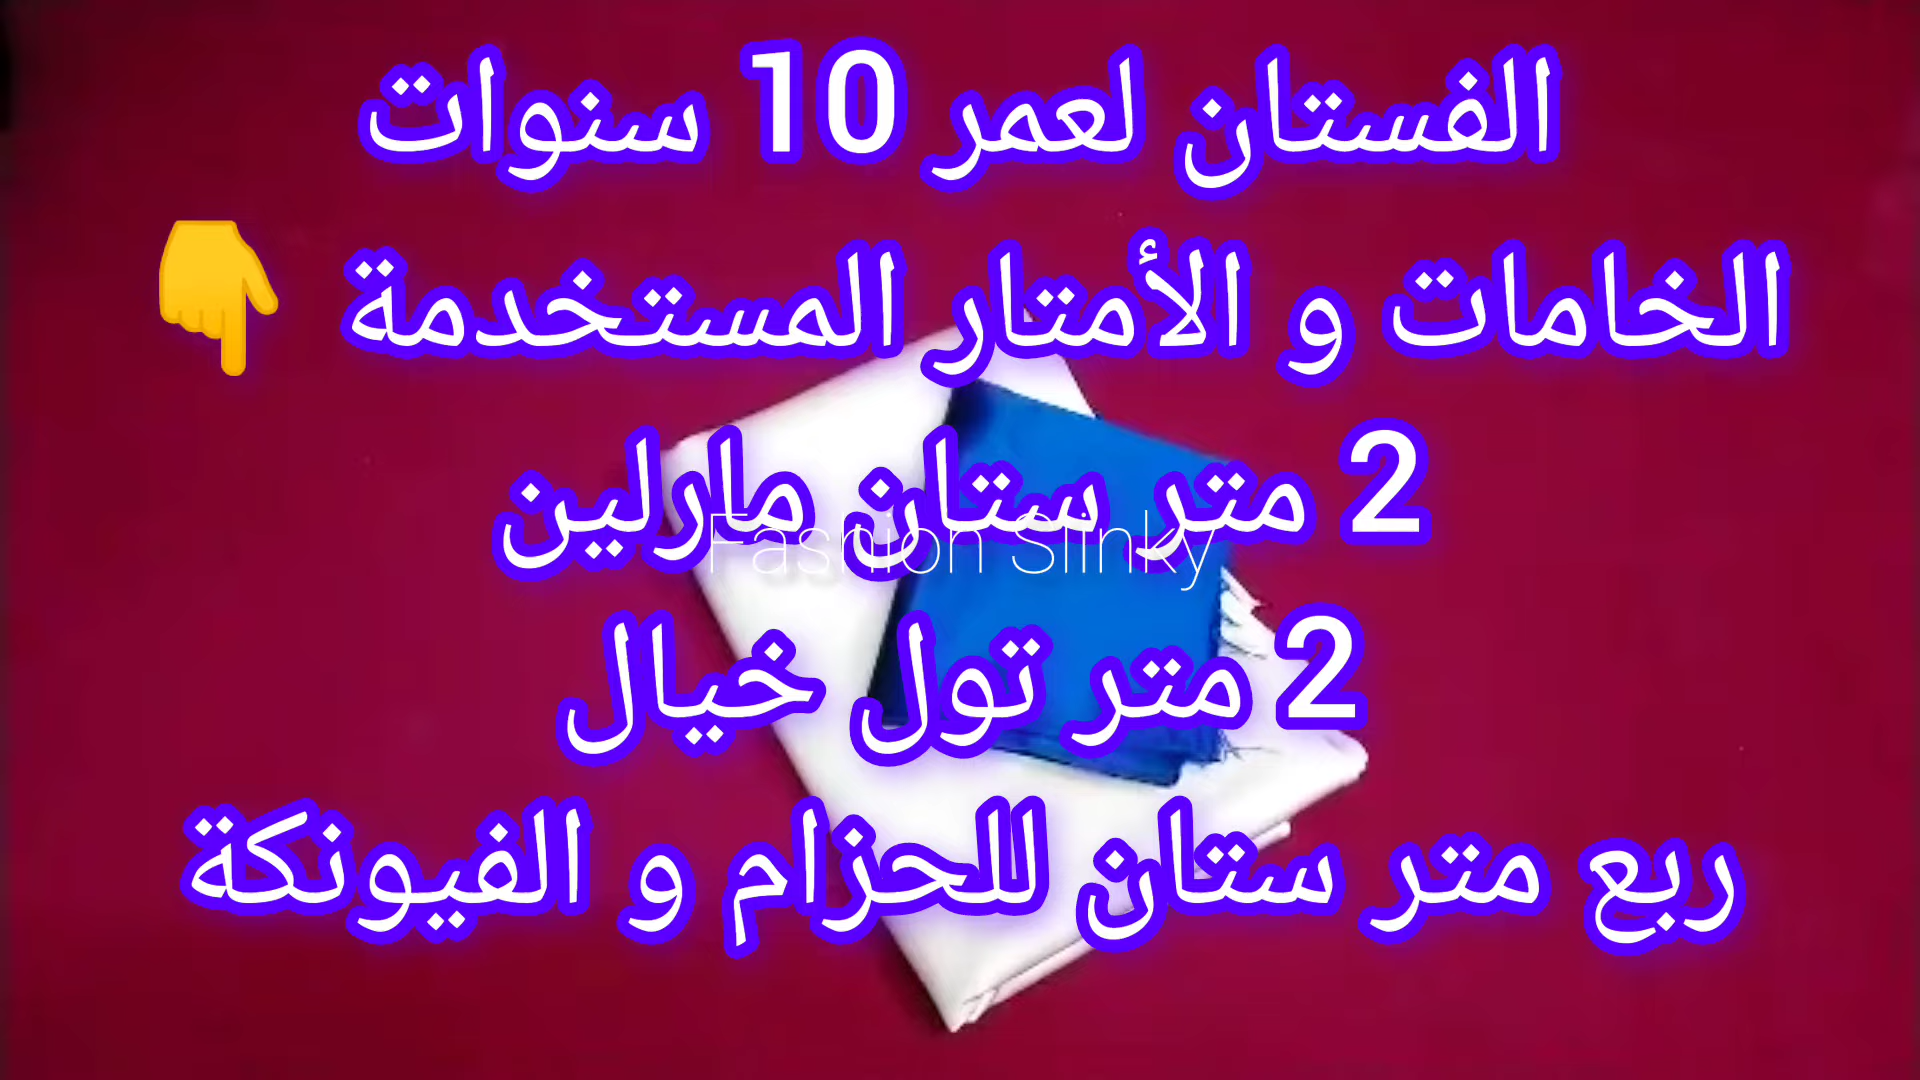 الفستان لعمر 10 سنوات
الخامات و الأمتار المستخدمة 👇
2 متر ستان مارلين
Fashion Slinky
2 متر تول خيال
ربع متر ستان للحزام و الفيونكة